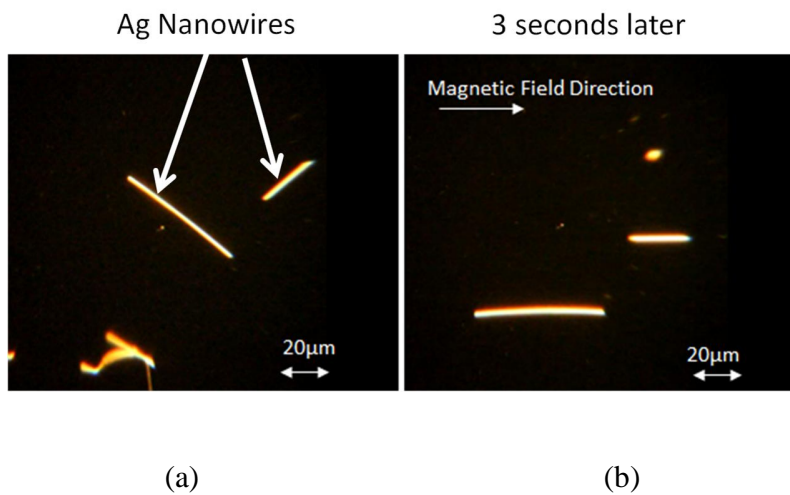 Ag Nanowires
3 seconds later
Magnetic Field Direction
20μm
20μm
(a)
(b)